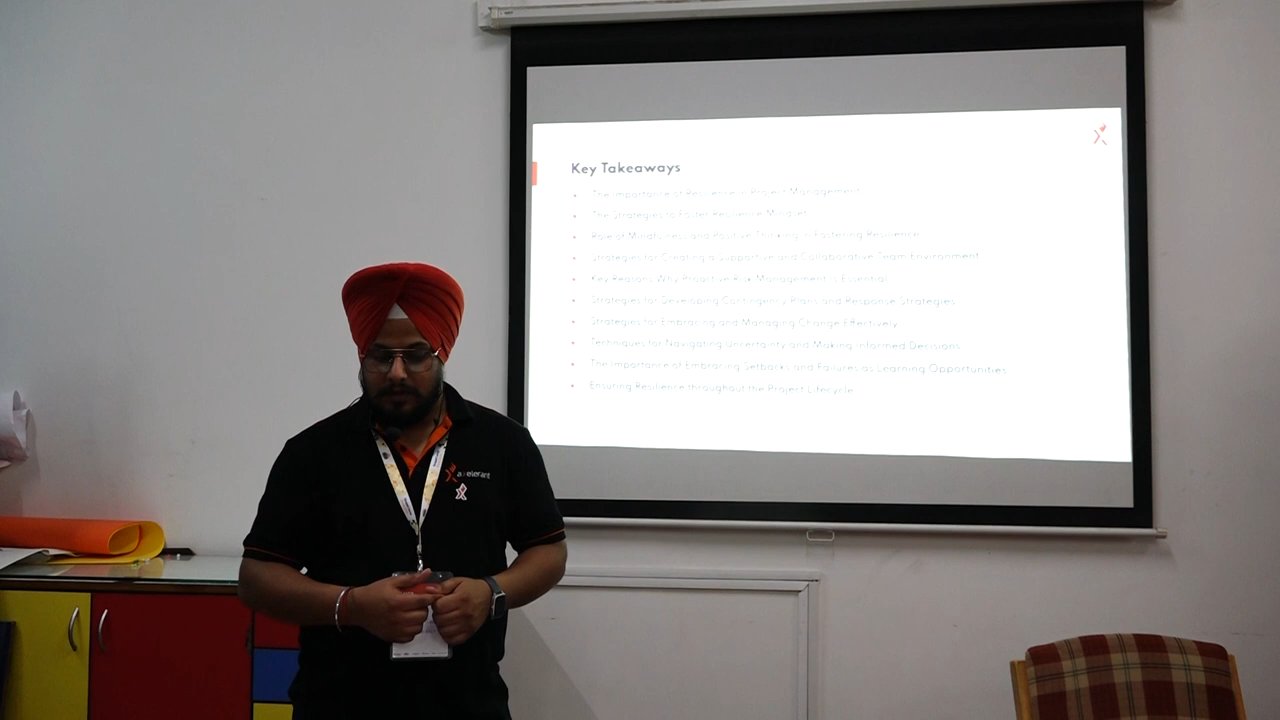 Key Takeaways
The Importance of Resilience in Project Management
The Strategies to Foster Resilience Mindset
Role of Mindfulness and Positive Thinking in Fostering Resilience
Strategies for Creating a Supportive and Collaborative Team Environment
Key Reasons Why Proactive Risk Management is Essential
Strategies for Developing Contingency Plans and Response Strategies
Strategies for Embracing and Managing Change Effectively
Techniques for Navigating Uncertainty and Making Informed Decisions
The Importance of Embracing Setbacks and Failures as Learning Opportunities
Ensuring Resilience throughout the Project Lifecycle